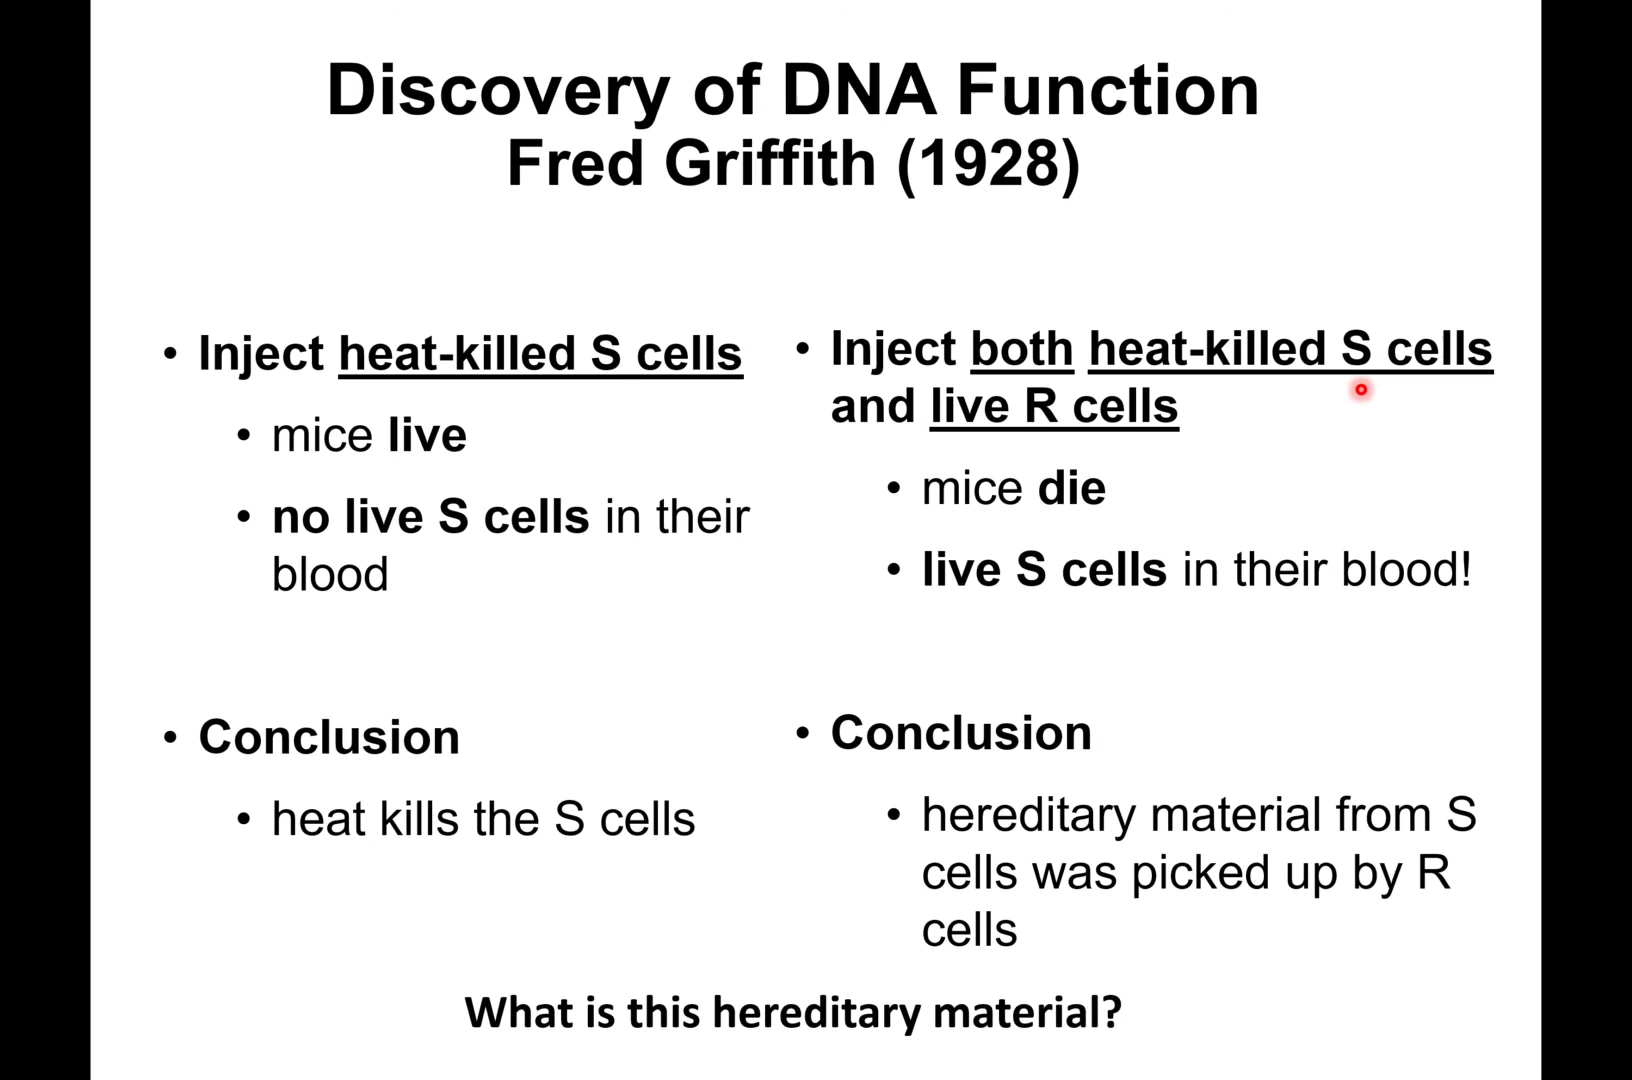 Discovery of DNA Function
Fred Griffith (1928)
• Inject heat-killed S cells
• mice live
• no live S cells in their
blood
• Conclusion
• heat kills the S cells
• Inject both heat-killed S cells
and live R cells
• mice die
• live S cells in their blood!
• Conclusion
• hereditary material from S
cells was picked up by R
cells
What is this hereditary material?